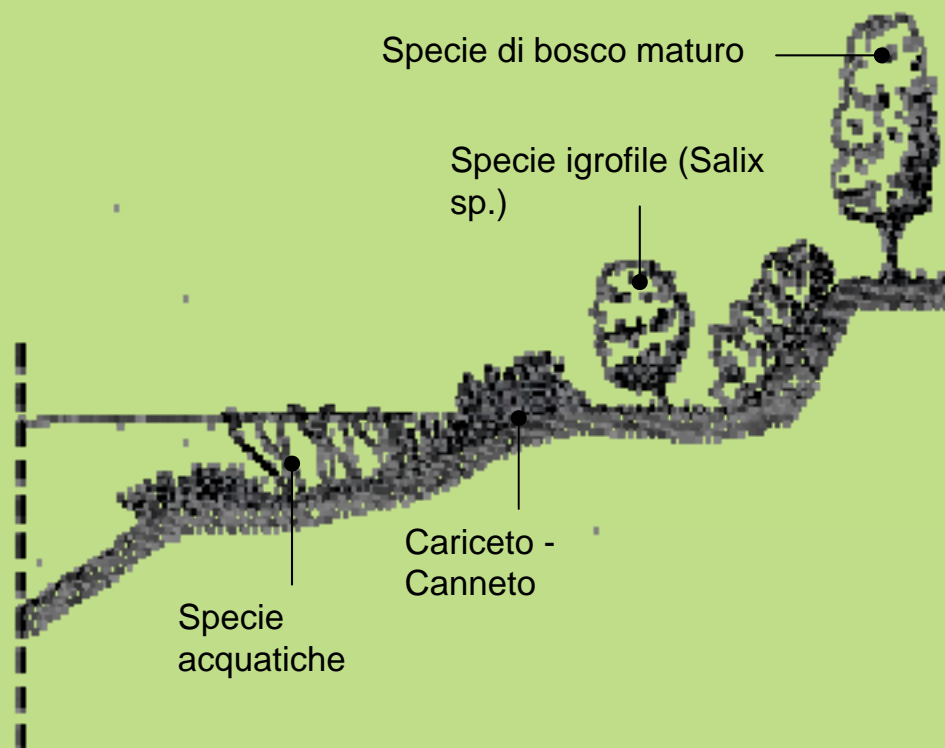 Specie di bosco maturo
Specie igrofile (Salix
sp.)
Cariceto -
Canneto
Specie
acquatiche